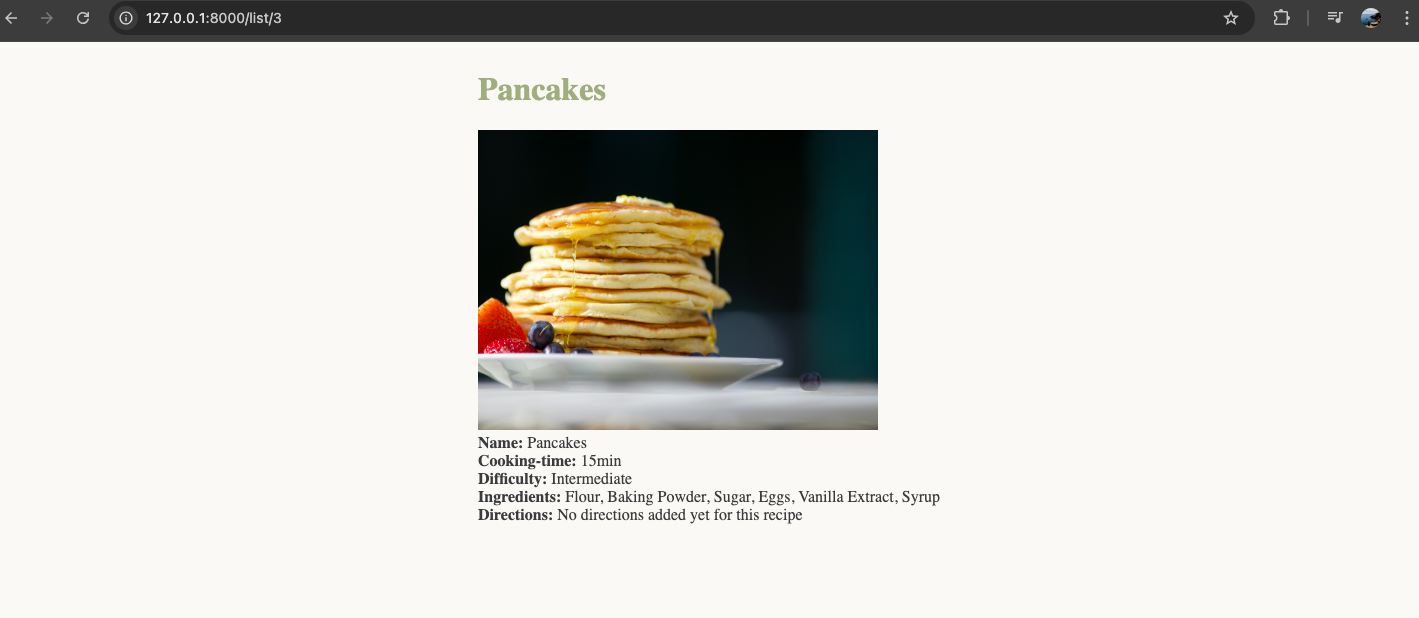 127.0.0.1:8000/list/3
Pancakes
Name: Pancakes
Cooking-time: 15min
Difficulty: Intermediate
Ingredients: Flour, Baking Powder, Sugar, Eggs, Vanilla Extract, Syrup
Directions: No directions added yet for this recipe